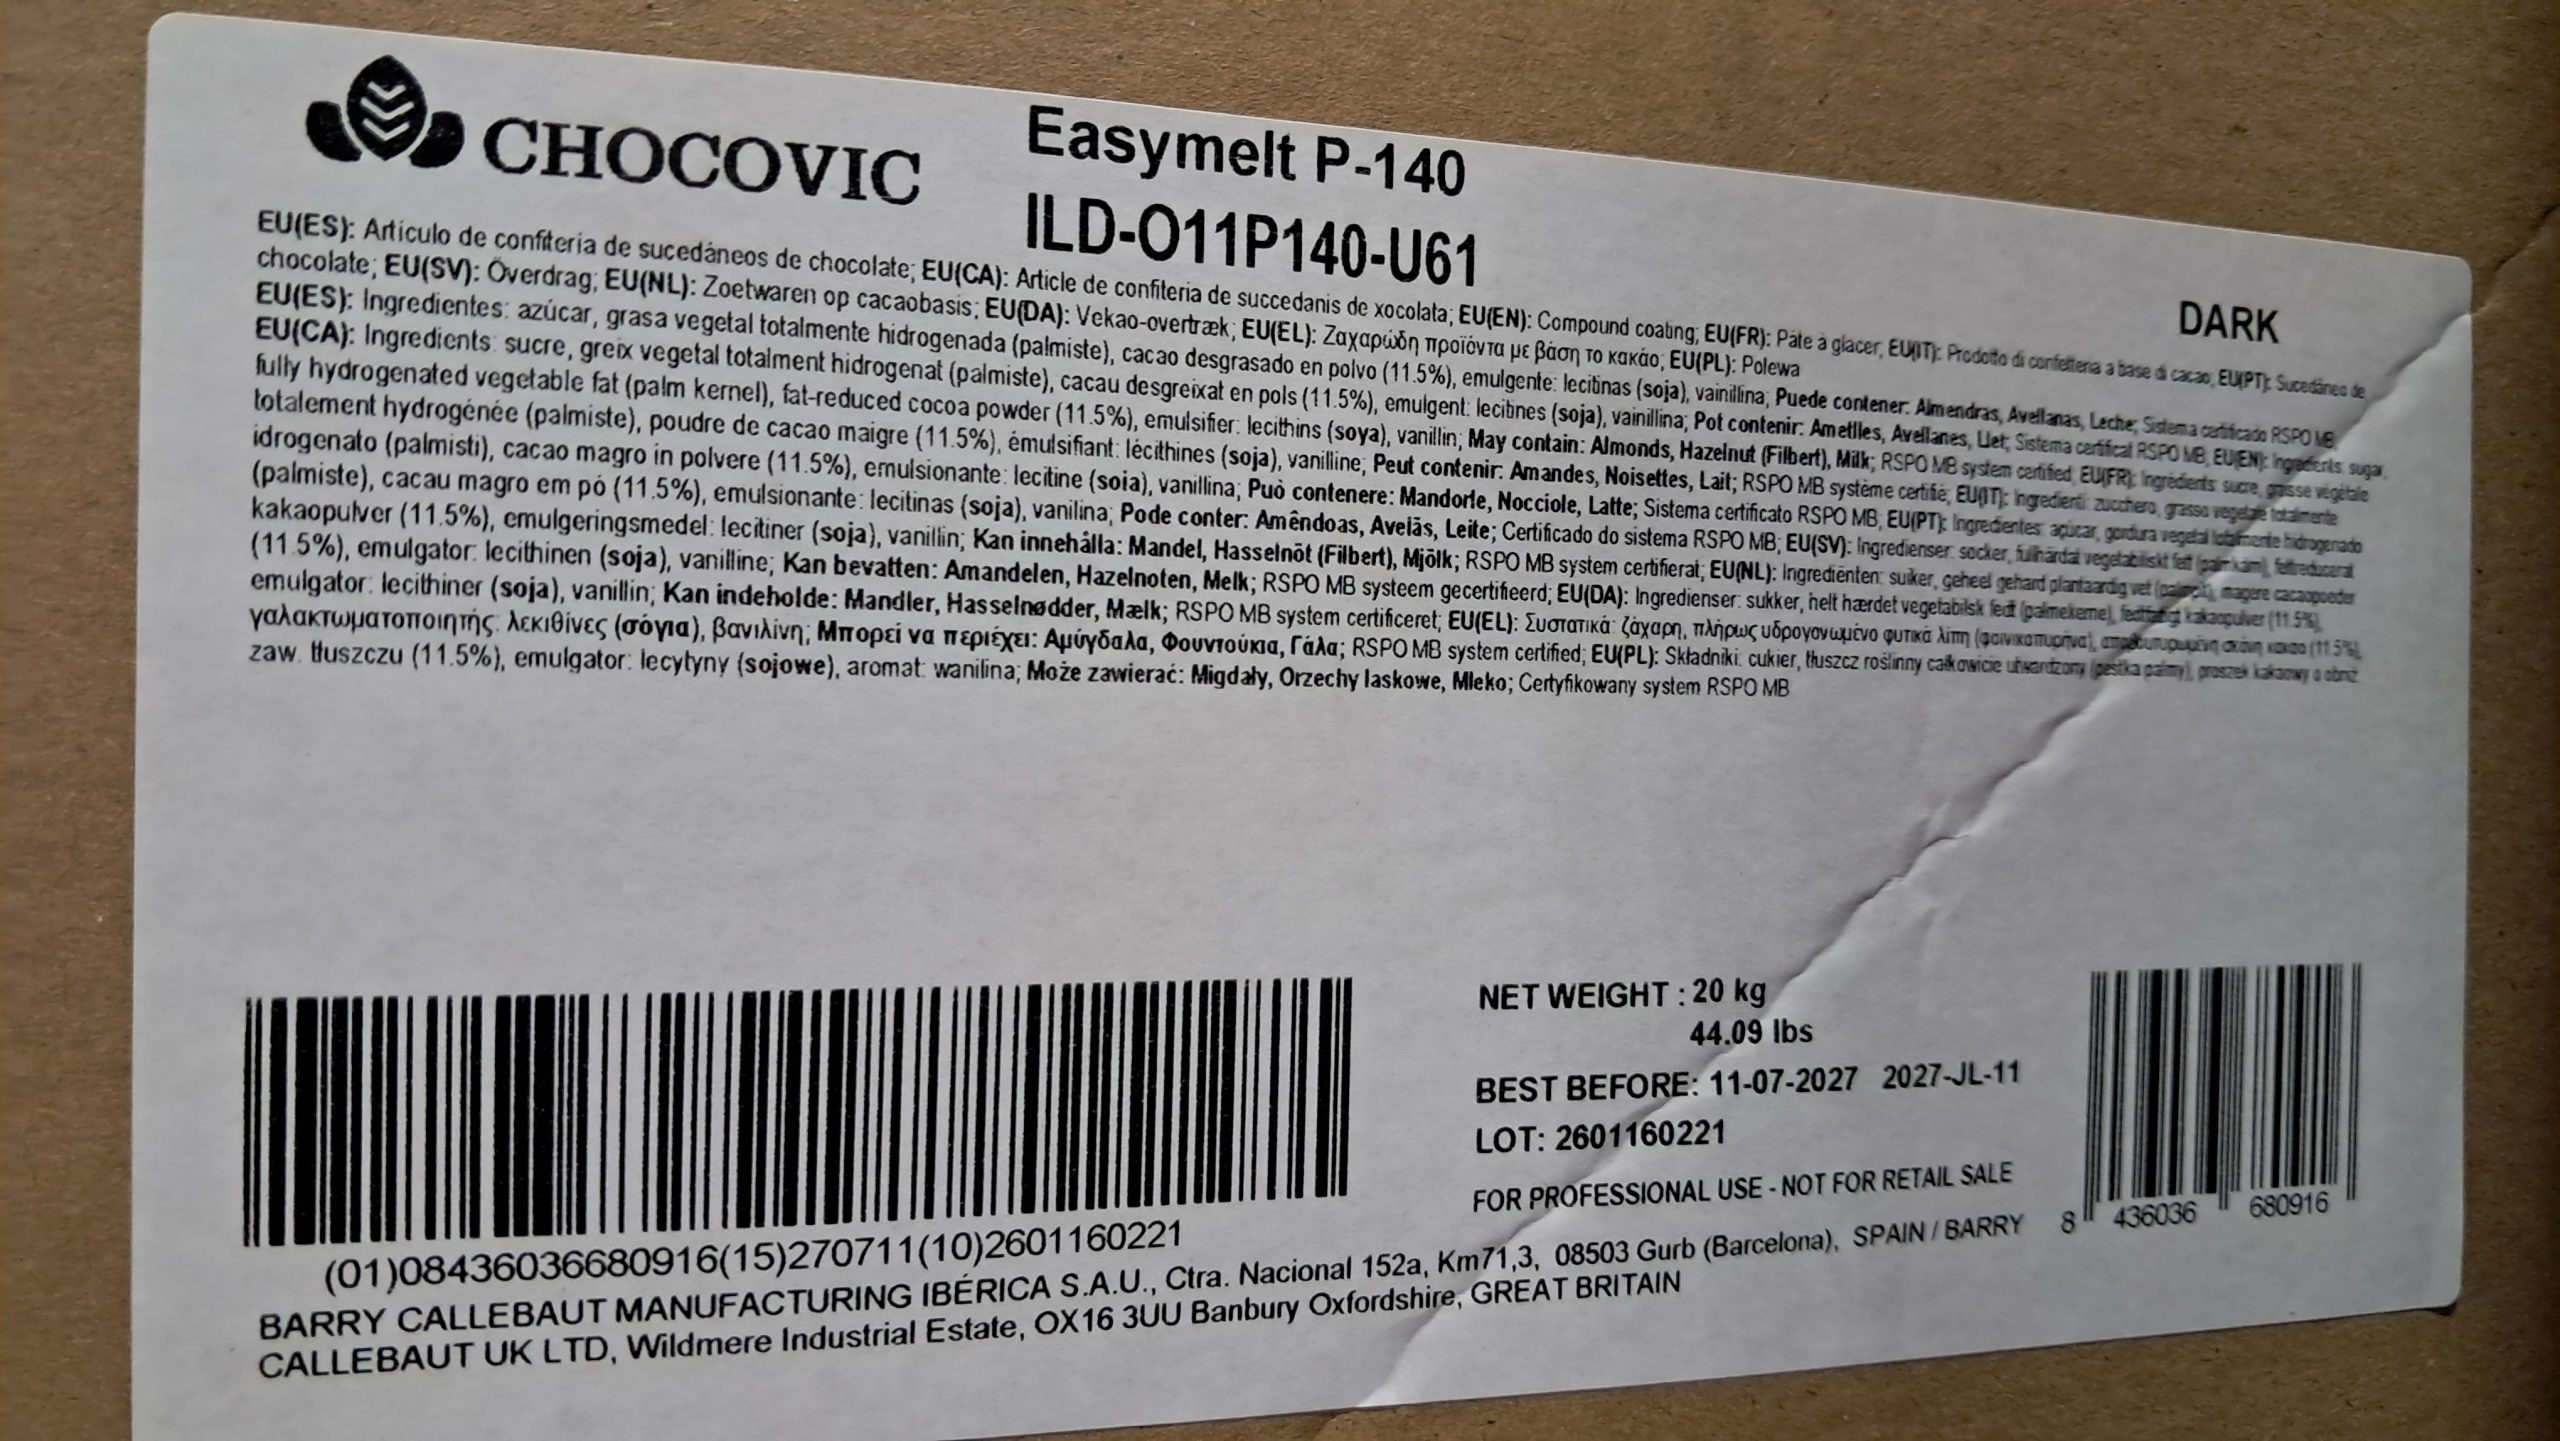 CHOCOVIC
Easymelt P-140
ILD-O11P140-U61
DARK
EU(ES): Artículo de confitería de sucedáneos de chocolate; EU(CA): Article de confiteria de succedanis de xocolata; EU(EN): Compound coating; EU(FR): Pâte à glacer; EU(IT): Prodotto di confetteria a base di cacao; EU(PT): Sucedâneo de
chocolate; EU(SV): Överdrag; EU(NL): Zoetwaren op cacaobasis; EU(DA): Vekao-overtræk; EU(EL): Ζαχαρώδη προϊόντα με βάση το κακάο; EU(PL): Polewa
EU(ES): Ingredientes: azúcar, grasa vegetal totalmente hidrogenada (palmiste), cacao desgrasado en polvo (11.5%), emulgente: lecitinas (soja), vainillina; Puede contener: Almendras, Avellanas, Leche; Sistema certificado RSPO MB;
EU(CA): Ingredients: sucre, greix vegetal totalment hidrogenat (palmiste), cacau desgreixat en pols (11.5%), emulgent: lecitines (soja), vainillina; Pot contenir: Ametlles, Avellanes, Llet; Sistema certificat RSPO MB; EU(EN): Ingredients: sugar,
fully hydrogenated vegetable fat (palm kernel), fat-reduced cocoa powder (11.5%), emulsifier: lecithins (soya), vanillin; May contain: Almonds, Hazelnut (Filbert), Milk; RSPO MB system certified; EU(FR): Ingrédients: sucre, graisse végétale
totalement hydrogénée (palmiste), poudre de cacao maigre (11.5%), émulsifiant: lécithines (soja), vanilline; Peut contenir: Amandes, Noisettes, Lait; RSPO MB système certifié; EU(IT): Ingredienti: zucchero, grasso vegetale totalmente
idrogenato (palmisti), cacao magro in polvere (11.5%), emulsionante: lecitine (soia), vanillina; Può contenere: Mandorle, Nocciole, Latte; Sistema certificato RSPO MB; EU(PT): Ingredientes: açúcar, gordura vegetal totalmente hidrogenado
(palmiste), cacau magro em pó (11.5%), emulsionante: lecitinas (soja), vanilina; Pode conter: Amêndoas, Avelãs, Leite; Certificado do sistema RSPO MB; EU(SV): Ingredienser: socker, fullhärdat vegetabiliskt fett (palmkärn), fettreducerat
kakaopulver (11.5%), emulgeringsmedel: lecitiner (soja), vanillin; Kan innehålla: Mandel, Hasselnöt (Filbert), Mjölk; RSPO MB system certifierat; EU(NL): Ingrediënten: suiker, geheel gehard plantaardig vet (palmpit), magere cacaopoeder
(11.5%), emulgator: lecithinen (soja), vanilline; Kan bevatten: Amandelen, Hazelnoten, Melk; RSPO MB systeem gecertifieerd; EU(DA): Ingredienser: sukker, helt hærdet vegetabilsk fedt (palmekerne), fedtfattigt kakaopulver (11.5%),
emulgator: lecithiner (soja), vanillin; Kan indeholde: Mandler, Hasselnødder, Mælk; RSPO MB system certificeret; EU(EL): Συστατικά: ζάχαρη, πλήρως υδρογονωμένο φυτικά λίπη (φοινικοπυρήνα), αποβουτυρωμένη σκόνη κακάο (11.5%),
γαλακτωματοποιητής: λεκιθίνες (σόγια), βανιλίνη; Μπορεί να περιέχει: Αμύγδαλα, Φουντούκια, Γάλα; RSPO MB system certified; EU(PL): Składniki: cukier, tłuszcz roślinny całkowicie utwardzony (pestka palmy), proszek kakaowy o obniż.
zaw. tłuszczu (11.5%), emulgator: lecytyny (sojowe), aromat: wanilina; Może zawierać: Migdały, Orzechy laskowe, Mleko; Certyfikowany system RSPO MB
NET WEIGHT : 20 kg
44.09 lbs
BEST BEFORE: 11-07-2027 2027-JL-11
LOT: 2601160221
FOR PROFESSIONAL USE - NOT FOR RETAIL SALE
8 436036 680916
(01)08436036680916(15)270711(10)2601160221
BARRY CALLEBAUT MANUFACTURING IBÉRICA S.A.U., Ctra. Nacional 152a, Km71,3, 08503 Gurb (Barcelona), SPAIN / BARRY
CALLEBAUT UK LTD, Wildmere Industrial Estate, OX16 3UU Banbury Oxfordshire, GREAT BRITAIN